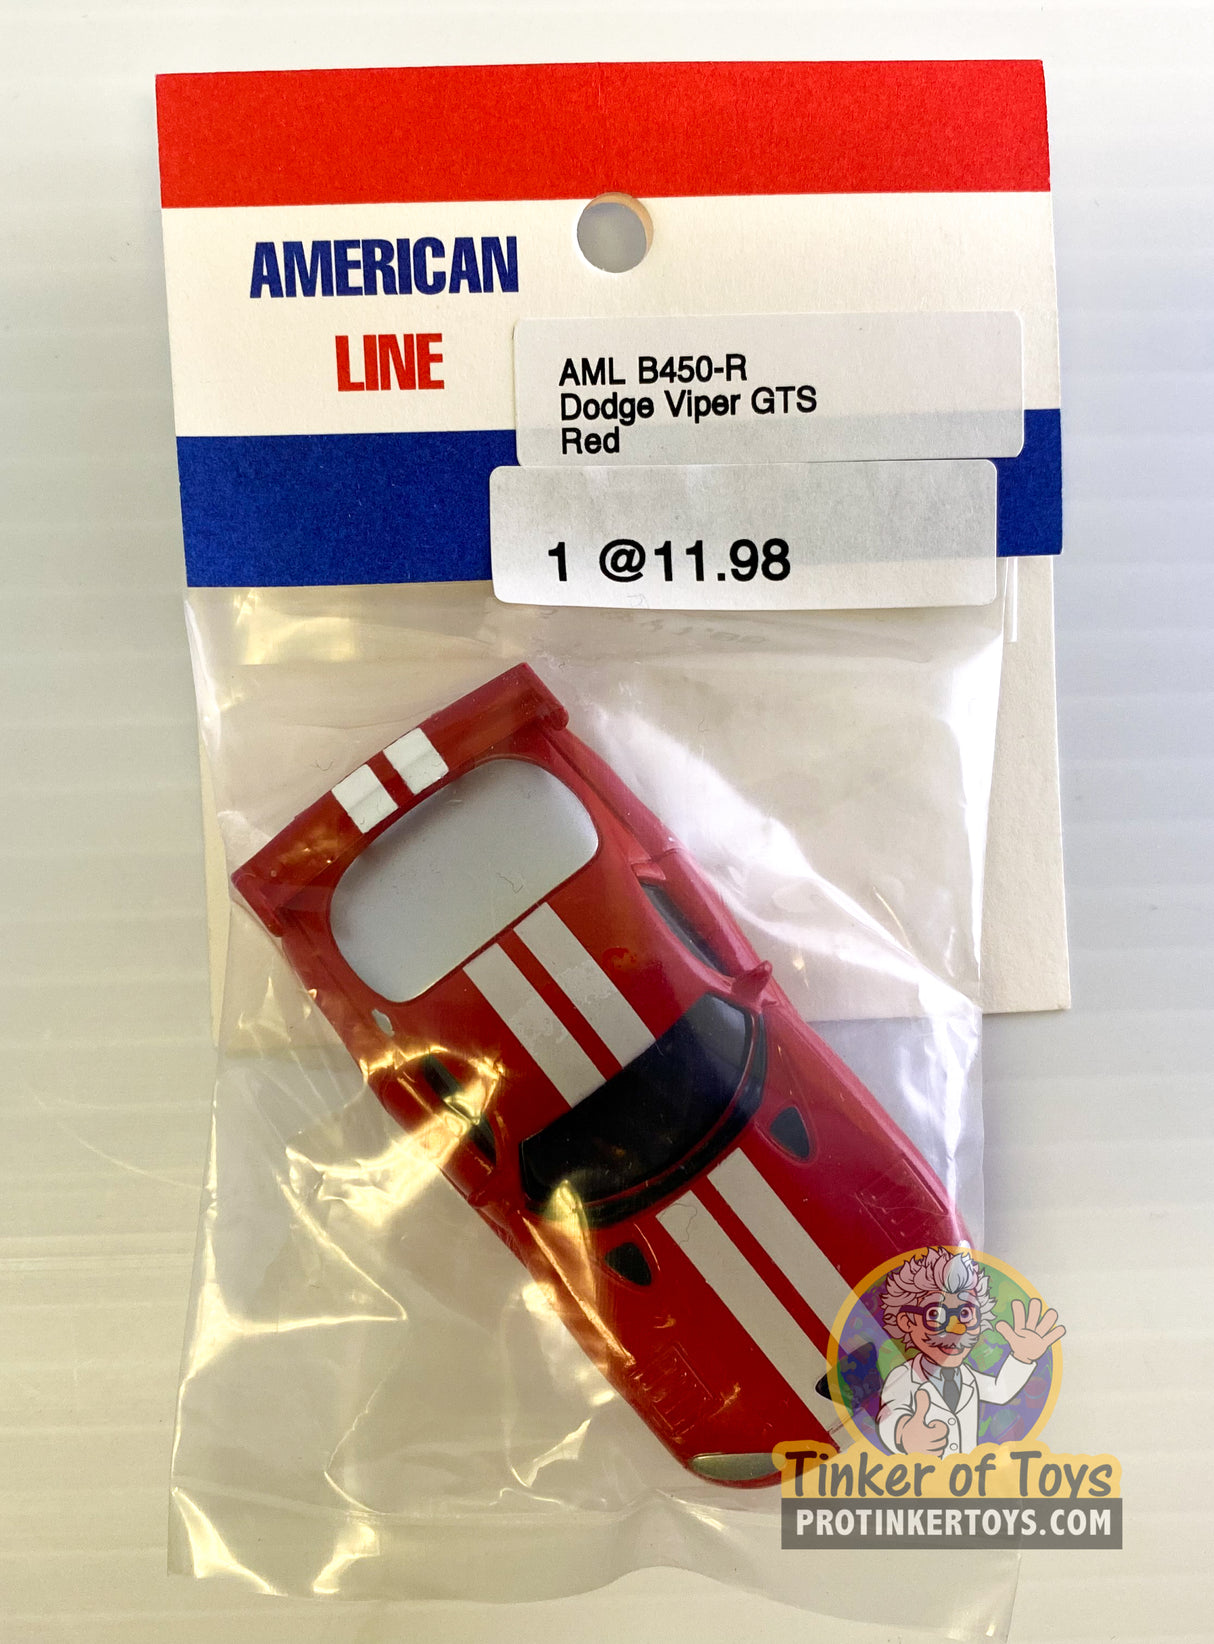 AMERICAN
LINE
AML B450-R
Dodge Viper GTS
Red
1 @11.98
Tinker of Toys
PROTINKERTOYS.COM